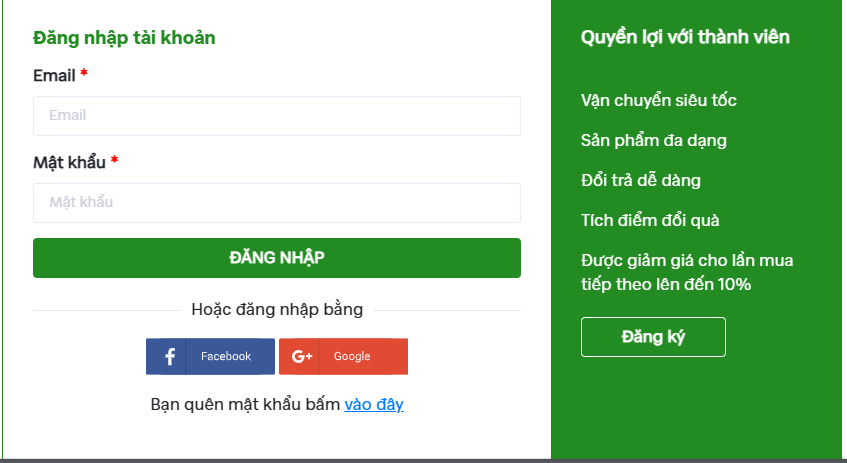 Đăng nhập tài khoản
Email *
Email
Mật khẩu *
Mật khẩu
ĐĂNG NHẬP
Hoặc đăng nhập bằng
f Facebook
G+ Google
Bạn quên mật khẩu bấm vào đây
Quyền lợi với thành viên
Vận chuyển siêu tốc
Sản phẩm đa dạng
Đổi trả dễ dàng
Tích điểm đổi quà
Được giảm giá cho lần mua
tiếp theo lên đến 10%
Đăng ký